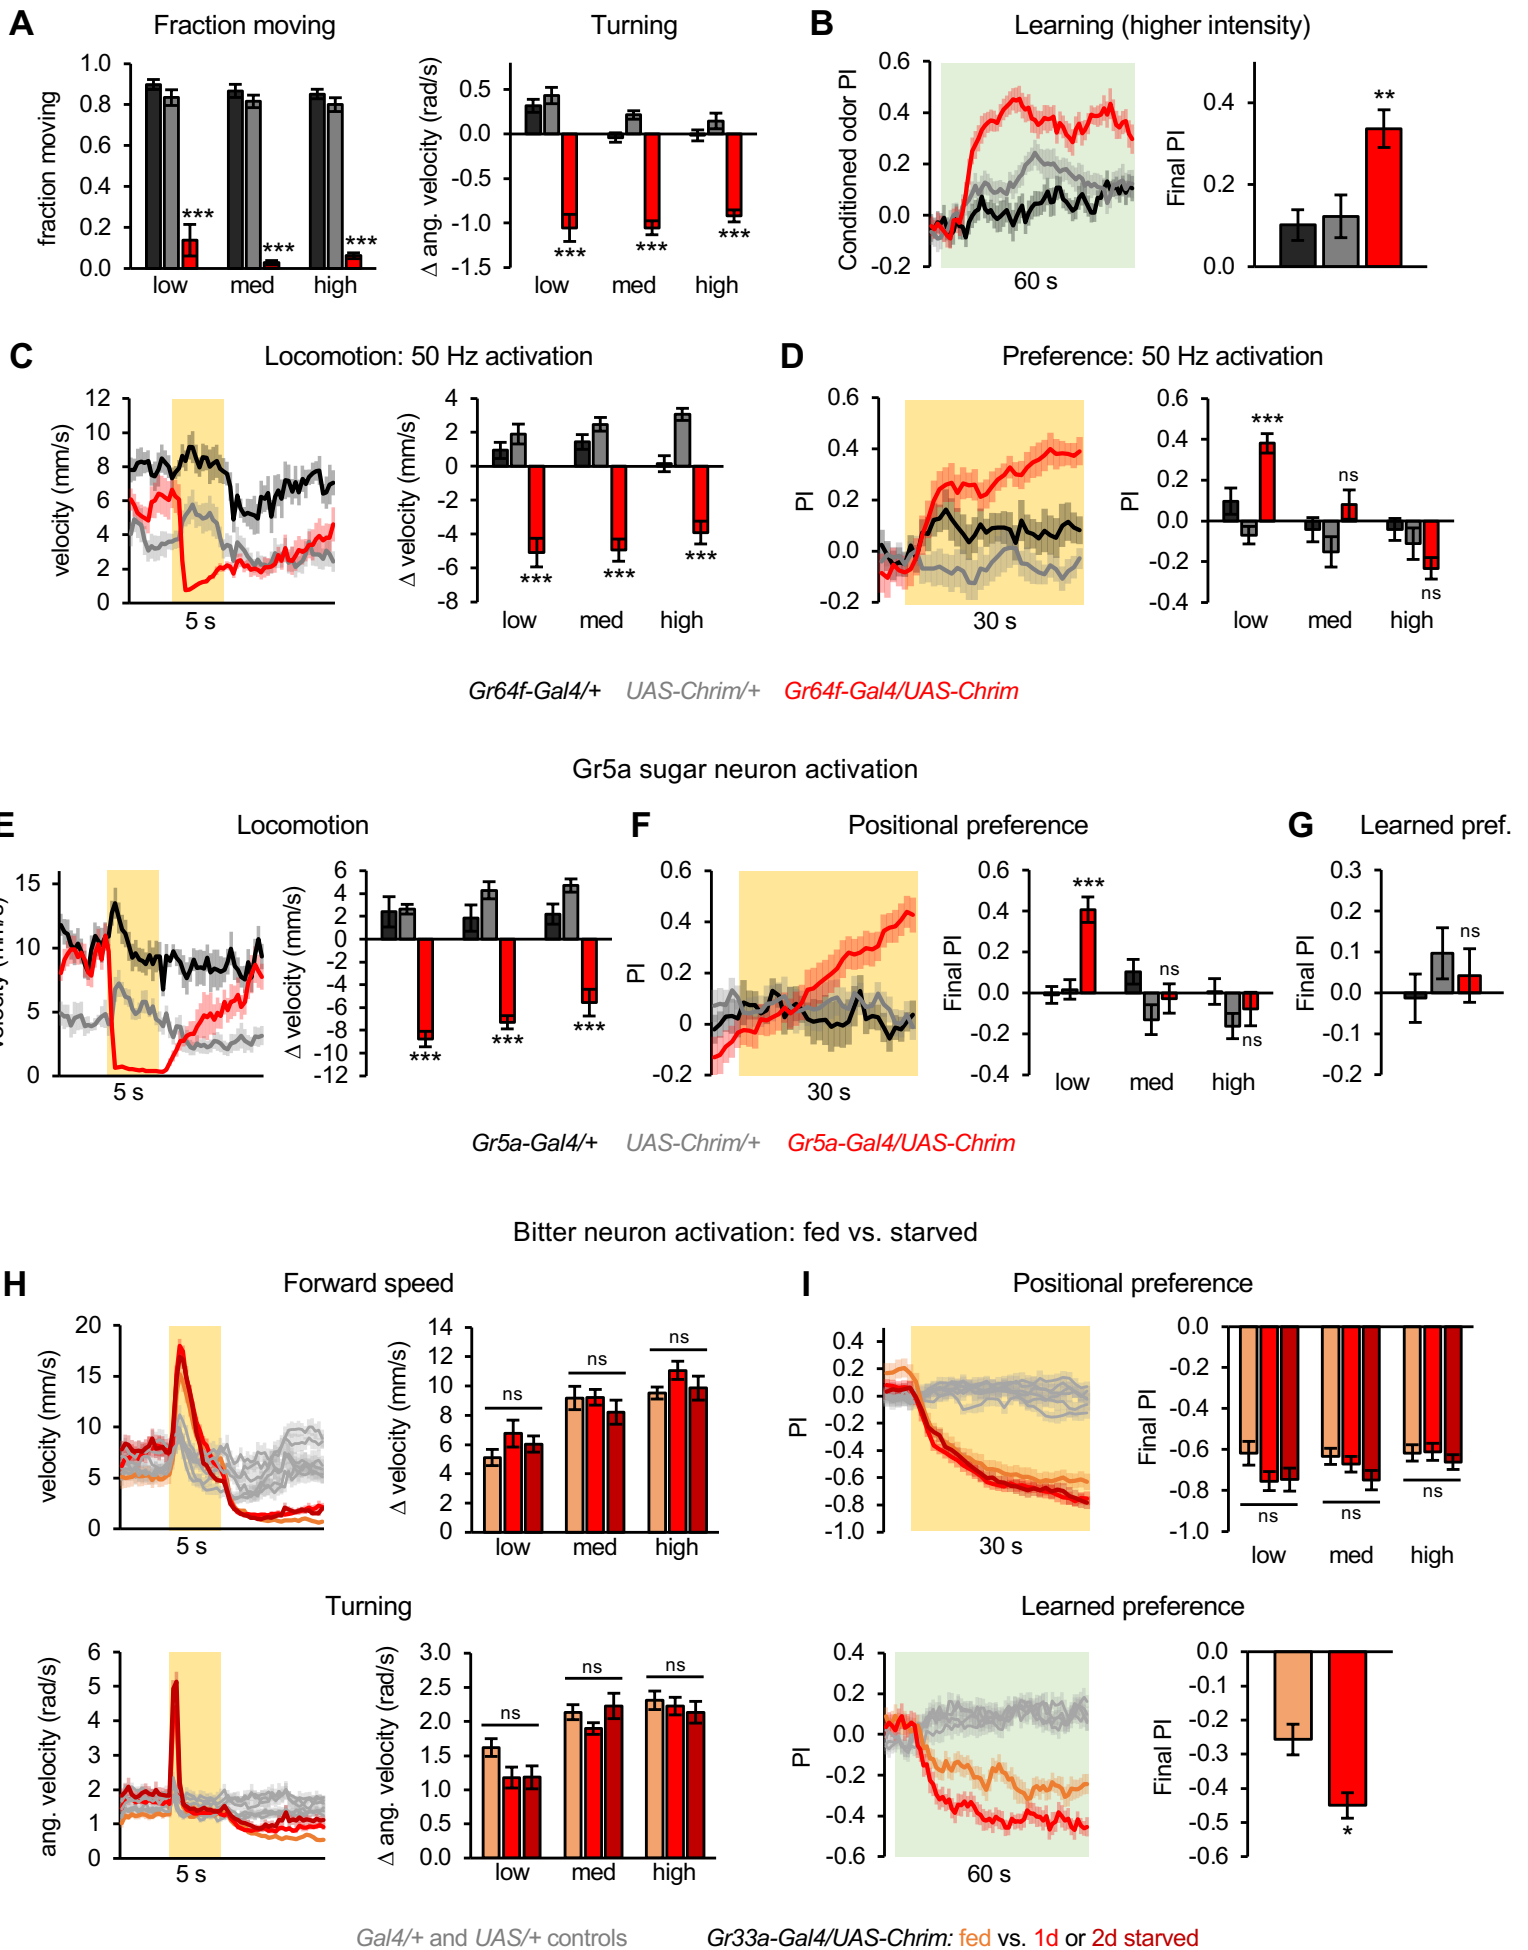 A Fraction moving Turning B Learning (higher intensity)
fraction moving
1.0
0.8
0.6
0.4
0.2
0.0
*** *** ***
low med high
Δ ang. velocity (rad/s)
0.5
0.0
-0.5
-1.0
-1.5
*** *** ***
low med high
Conditioned odor PI
0.6
0.4
0.2
0.0
-0.2
60 s
Final PI
0.4
0.2
0.0
**
C Locomotion: 50 Hz activation D Preference: 50 Hz activation
velocity (mm/s)
12
10
8
6
4
2
0
5 s
Δ velocity (mm/s)
4
2
0
-2
-4
-6
-8
*** *** ***
low med high
PI
0.6
0.4
0.2
0.0
-0.2
30 s
PI
0.6
0.4
0.2
0.0
-0.2
-0.4
*** ns ns
low med high
Gr64f-Gal4/+ UAS-Chrim/+ Gr64f-Gal4/UAS-Chrim
Gr5a sugar neuron activation
E Locomotion F Positional preference G Learned pref.
velocity (mm/s)
15
10
5
0
5 s
Δ velocity (mm/s)
6
4
2
0
-2
-4
-6
-8
-10
-12
*** *** ***
PI
0.6
0.4
0.2
0
-0.2
30 s
Final PI
0.6
0.4
0.2
0.0
-0.2
-0.4
*** ns ns
low med high
Final PI
0.3
0.2
0.1
0.0
-0.1
-0.2
ns
Gr5a-Gal4/+ UAS-Chrim/+ Gr5a-Gal4/UAS-Chrim
Bitter neuron activation: fed vs. starved
H Forward speed I Positional preference
velocity (mm/s)
20
15
10
5
0
5 s
Δ velocity (mm/s)
14
12
10
8
6
4
2
0
ns ns ns
low med high
PI
0.4
0.2
0.0
-0.2
-0.4
-0.6
-0.8
-1.0
30 s
Final PI
0.0
-0.2
-0.4
-0.6
-0.8
-1.0
ns ns ns
low med high
Turning Learned preference
ang. velocity (rad/s)
6
5
4
3
2
1
0
5 s
Δ ang. velocity (rad/s)
3.0
2.5
2.0
1.5
1.0
0.5
0.0
ns ns ns
low med high
PI
0.4
0.2
0.0
-0.2
-0.4
-0.6
60 s
Final PI
0.0
-0.1
-0.2
-0.3
-0.4
-0.5
-0.6
*
Gal4/+ and UAS/+ controls Gr33a-Gal4/UAS-Chrim: fed vs. 1d or 2d starved